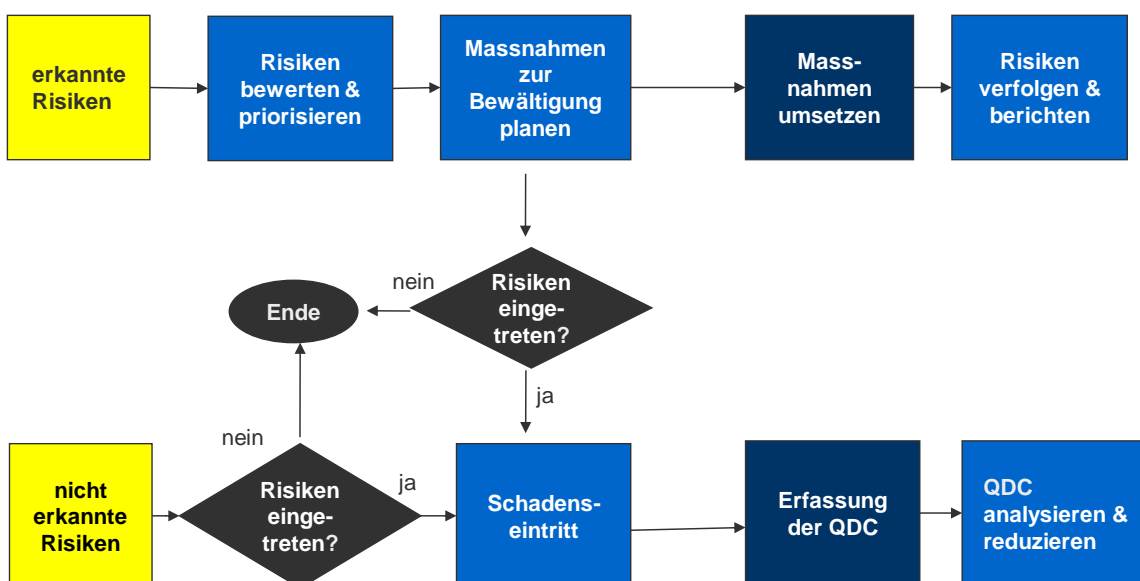 erkannte
Risiken
Risiken
bewerten &
priorisieren
Massnahmen
zur
Bewältigung
planen
Mass-
nahmen
umsetzen
Risiken
verfolgen &
berichten
nein
Risiken
einge-
treten?
Ende
ja
nein
nicht
erkannte
Risiken
Risiken
einge-
treten?
ja
Schadens-
eintritt
Erfassung
der QDC
QDC
analysieren &
reduzieren